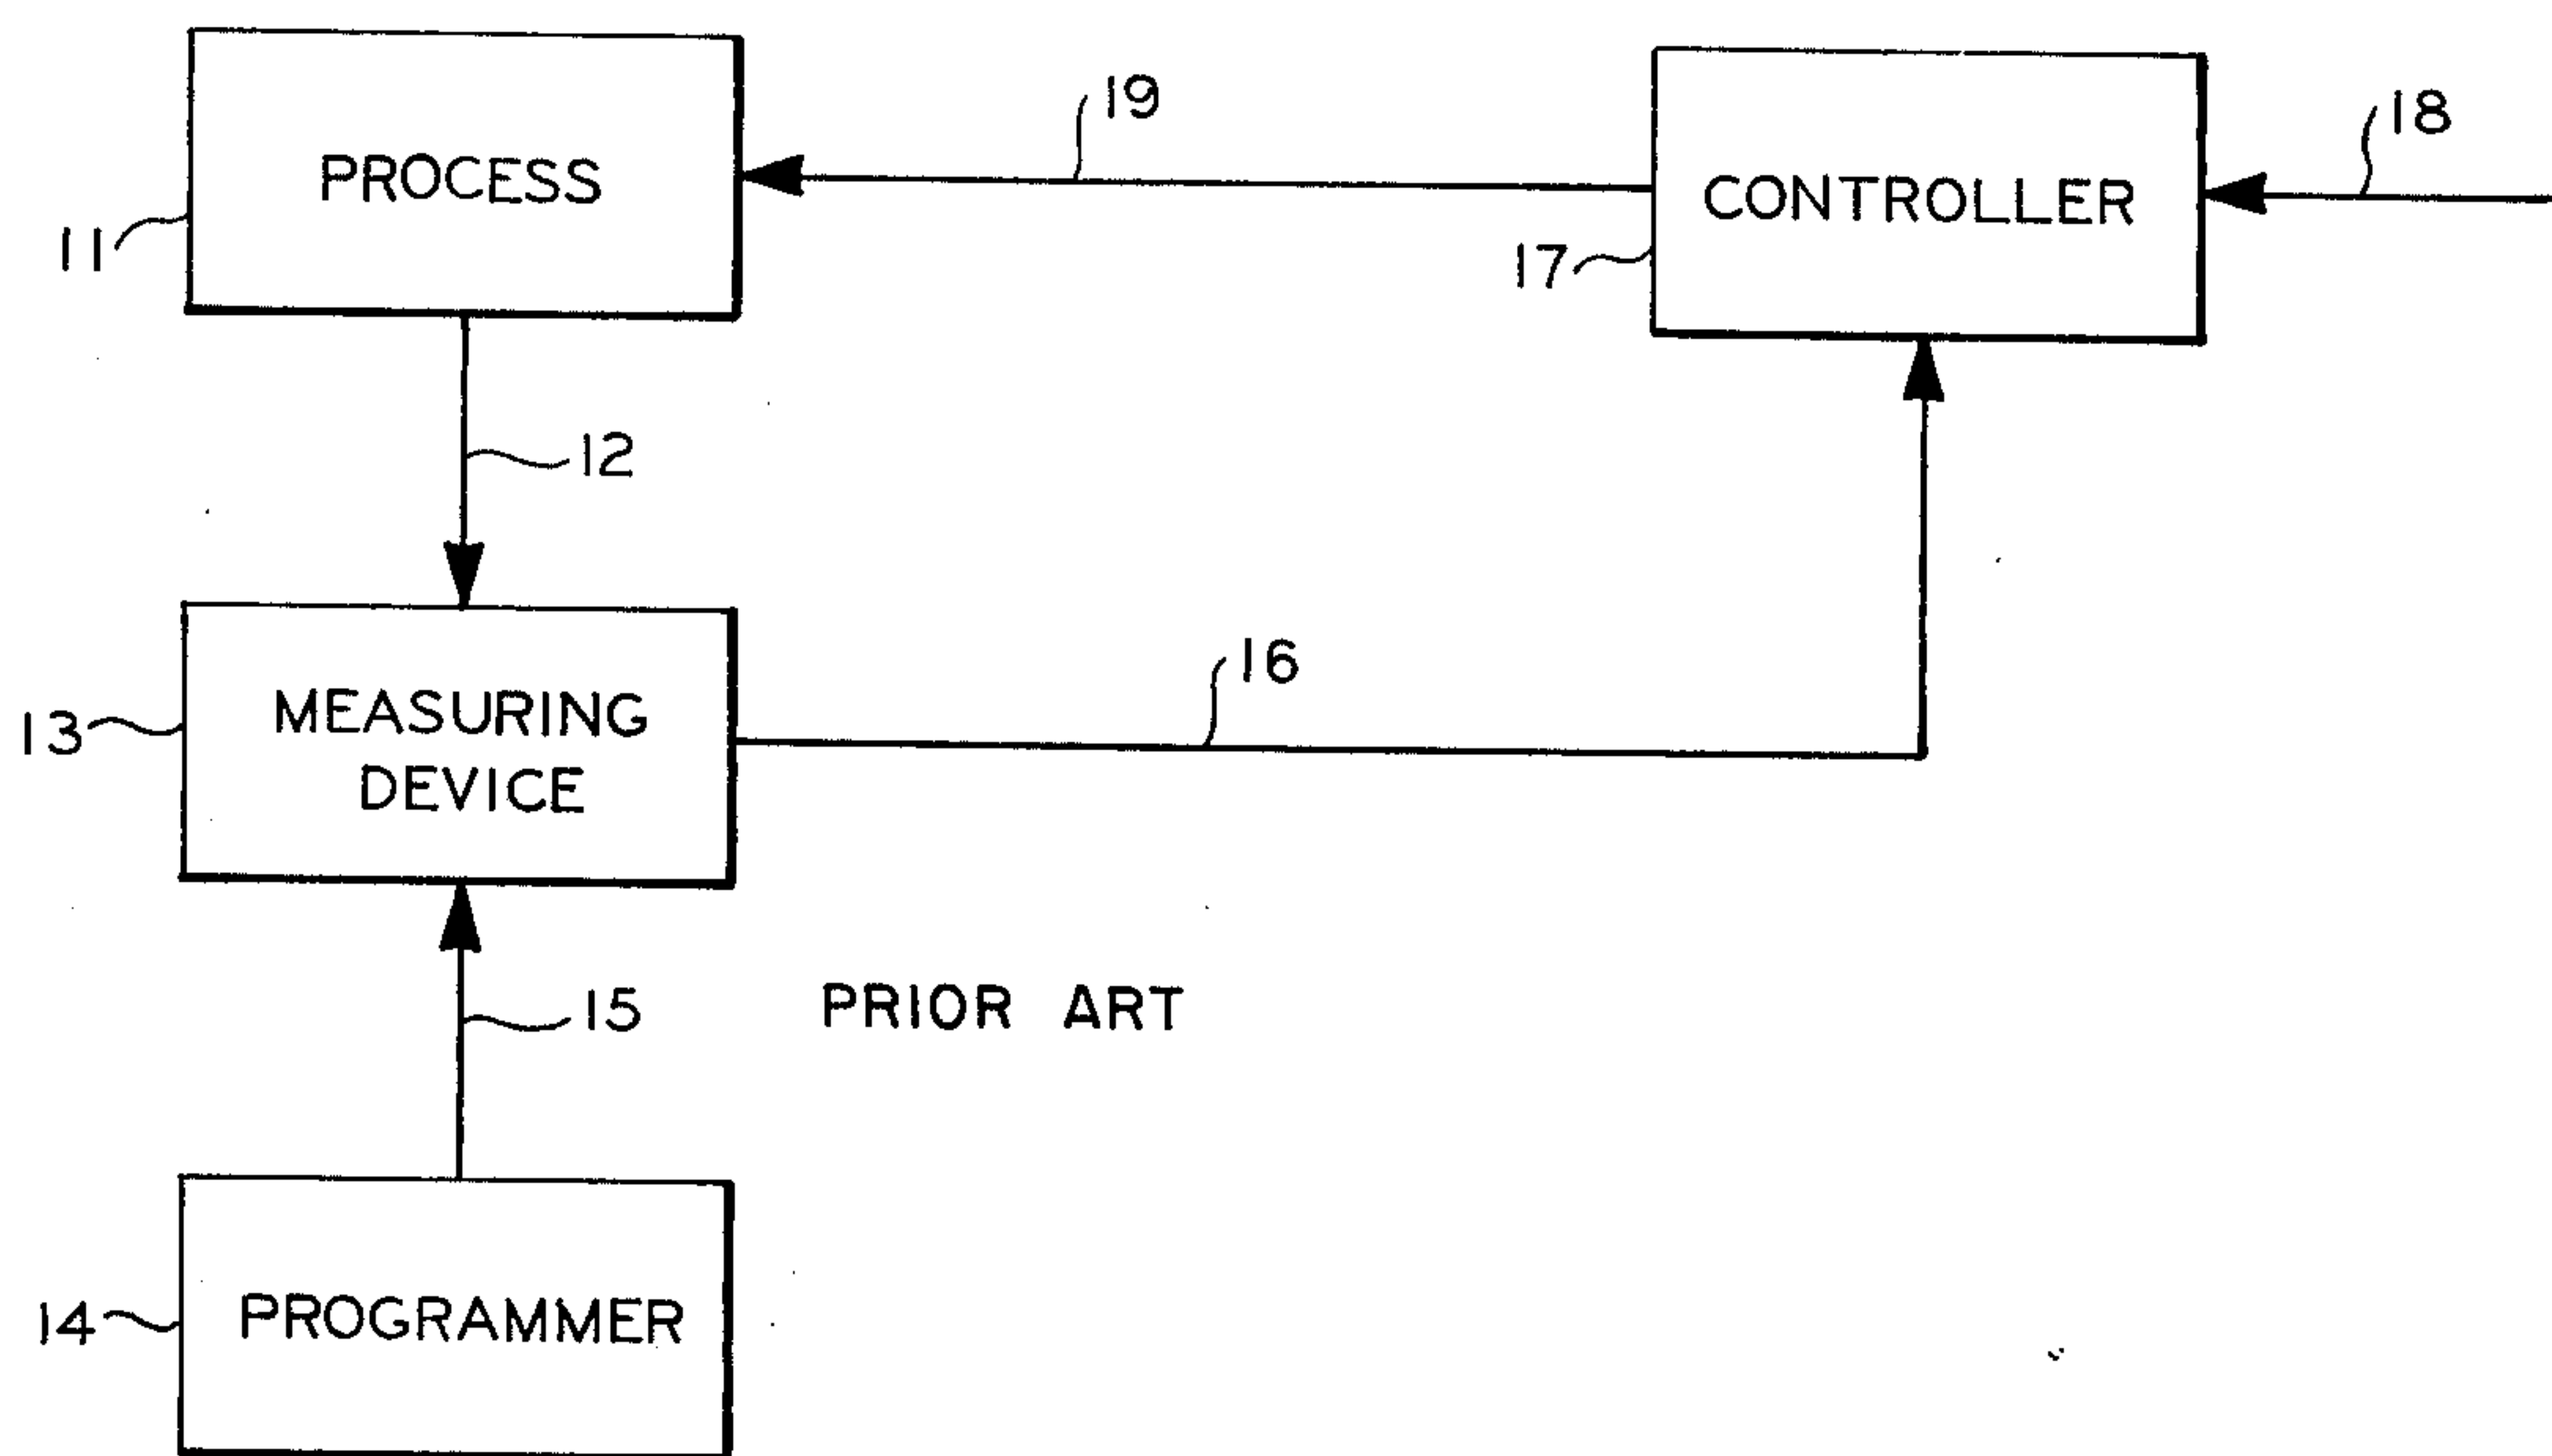 19
18
PROCESS
CONTROLLER
11
17
12
16
13
MEASURING
DEVICE
15
PRIOR ART
14
PROGRAMMER